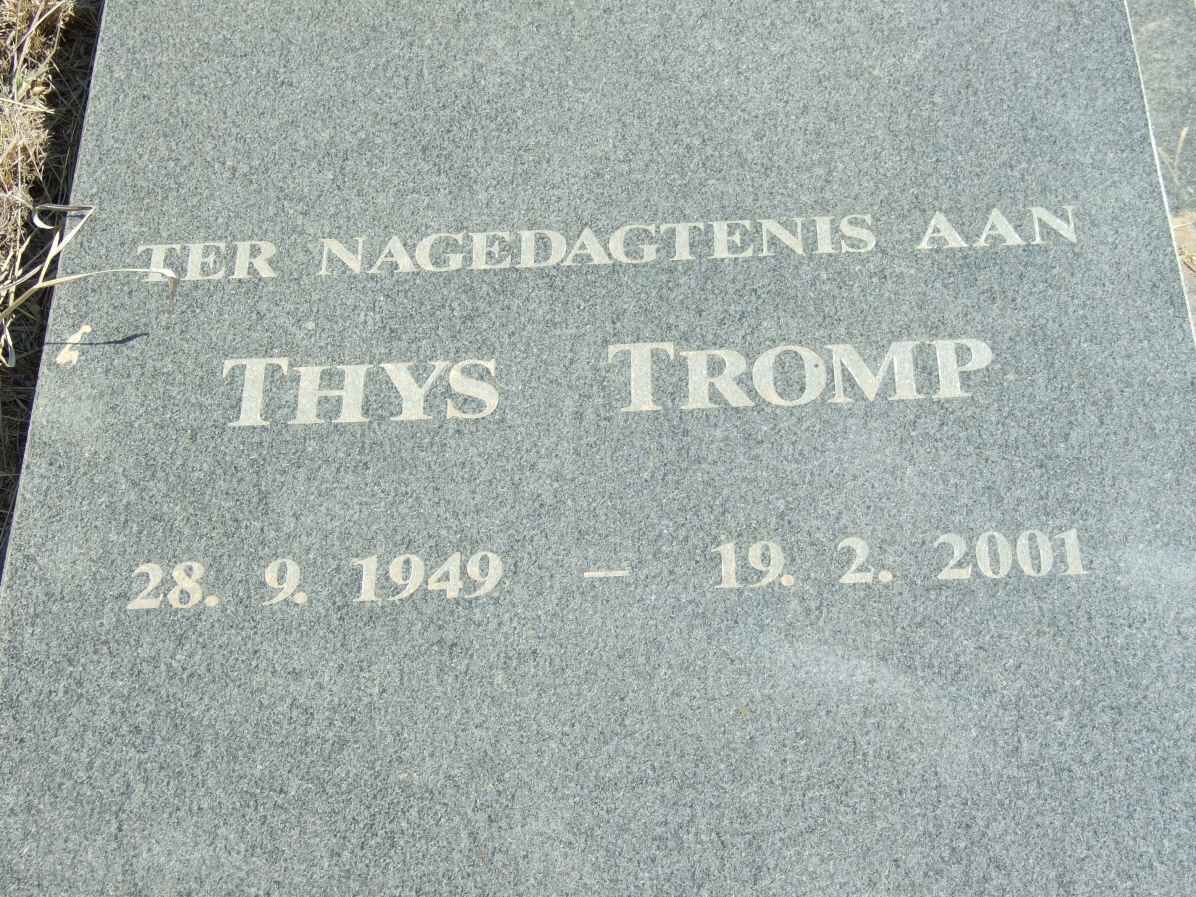 TER NAGEDAGTENIS AAN
THYS TROMP
28. 9. 1949 – 19. 2. 2001